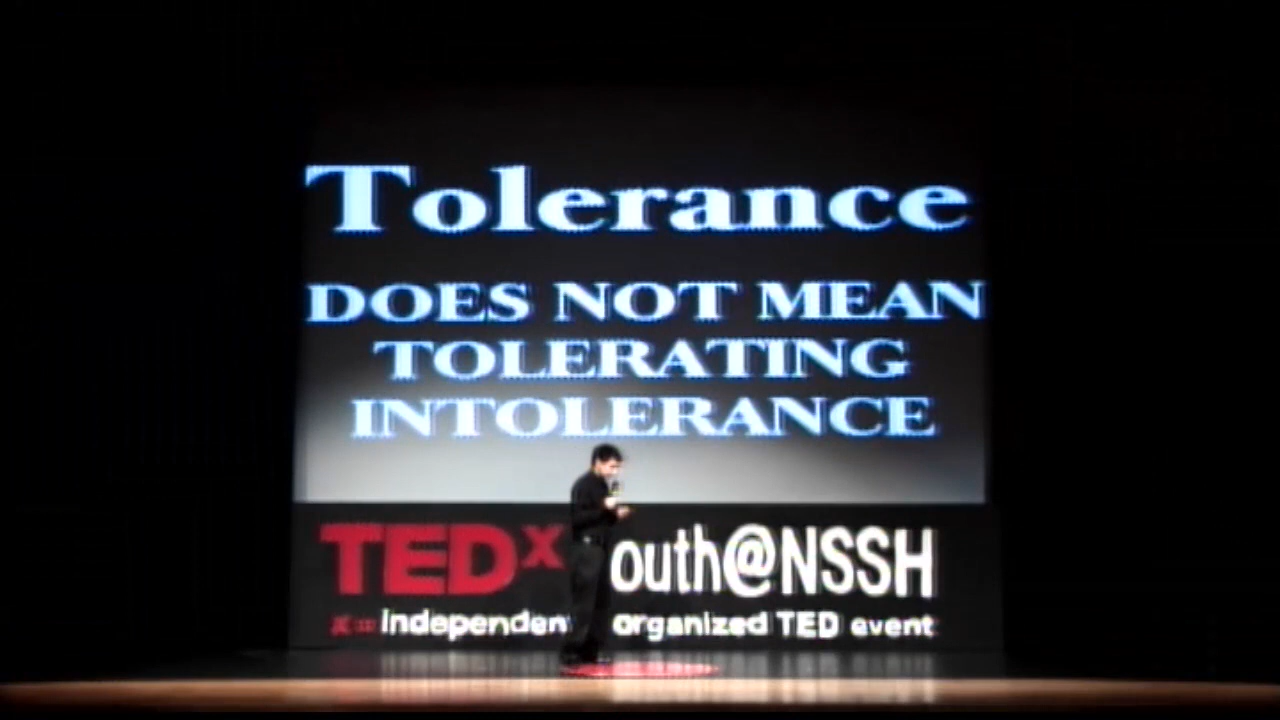 Tolerance
DOES NOT MEAN
TOLERATING
INTOLERANCE
TEDx outh@NSSH
independen organized TED event